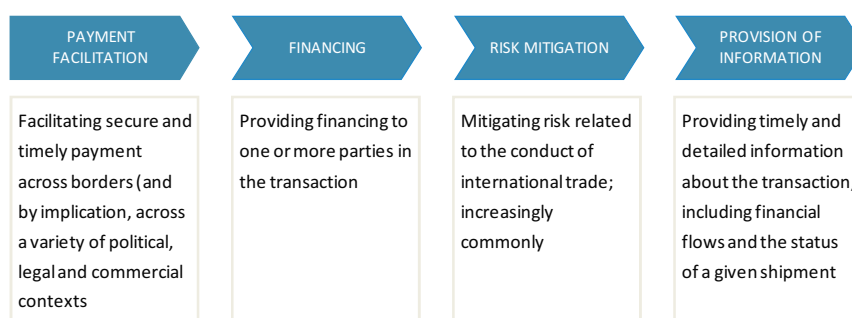 PAYMENT
FACILITATION
FINANCING
RISK MITIGATION
PROVISION OF
INFORMATION
Facilitating secure and
timely payment
across borders (and
by implication, across
a variety of political,
legal and commercial
contexts
Providing financing to
one or more parties in
the transaction
Mitigating risk related
to the conduct of
international trade;
increasingly
commonly
Providing timely and
detailed information
about the transaction,
including financial
flows and the status
of a given shipment